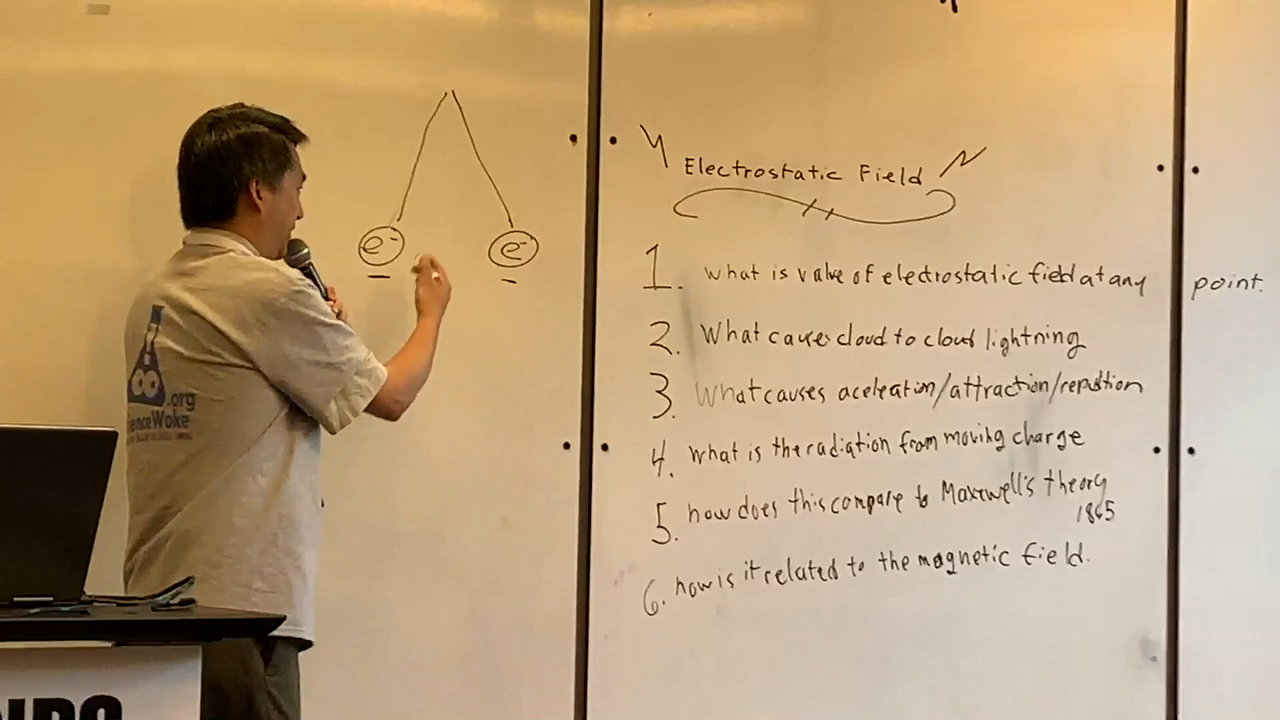 e-
e-
Electrostatic Field
1. What is value of electrostatic field at any point.
2. What causes cloud to cloud lightning
3. What causes aceleration/attraction/repultion
4. what is the radiation from moving charge
5. how does this compare to Maxwell's theory
1865
6. how is it related to the magnetic field.
.org
ienceWoke